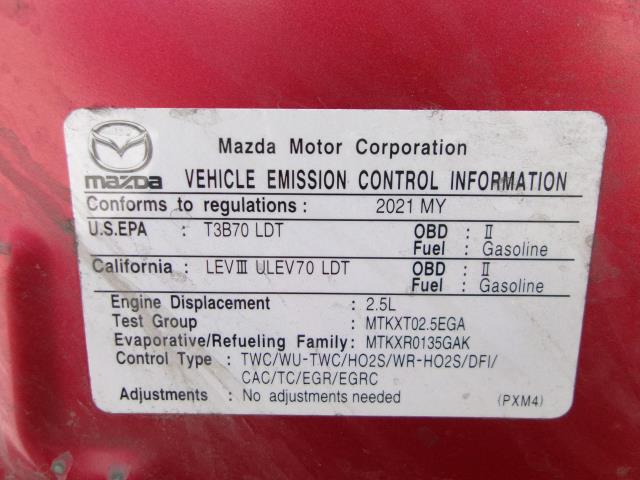 Mazda Motor Corporation
mazda VEHICLE EMISSION CONTROL INFORMATION
Conforms to regulations : 2021 MY
U.S.EPA : T3B70 LDT OBD : II
Fuel : Gasoline
California : LEVIII ULEV70 LDT OBD : II
Fuel : Gasoline
Engine Displacement : 2.5L
Test Group : MTKXT02.5EGA
Evaporative/Refueling Family: MTKXR0135GAK
Control Type : TWC/WU-TWC/HO2S/WR-HO2S/DFI/
CAC/TC/EGR/EGRC
Adjustments : No adjustments needed (PXM4)